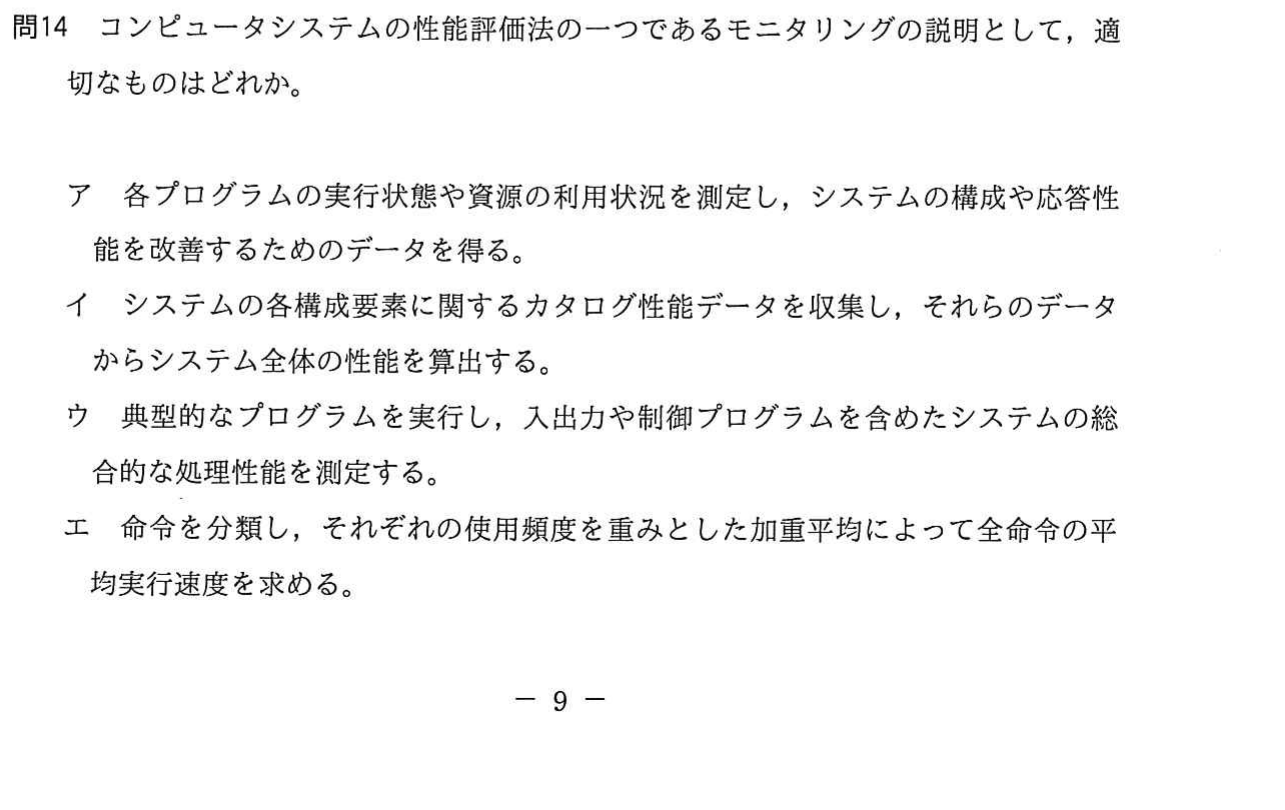 問14 コンピュータシステムの性能評価法の一つであるモニタリングの説明として，適
切なものはどれか。
ア 各プログラムの実行状態や資源の利用状況を測定し，システムの構成や応答性
能を改善するためのデータを得る。
イ システムの各構成要素に関するカタログ性能データを収集し，それらのデータ
からシステム全体の性能を算出する。
ウ 典型的なプログラムを実行し，入出力や制御プログラムを含めたシステムの総
合的な処理性能を測定する。
エ 命令を分類し，それぞれの使用頻度を重みとした加重平均によって全命令の平
均実行速度を求める。
－ 9 －